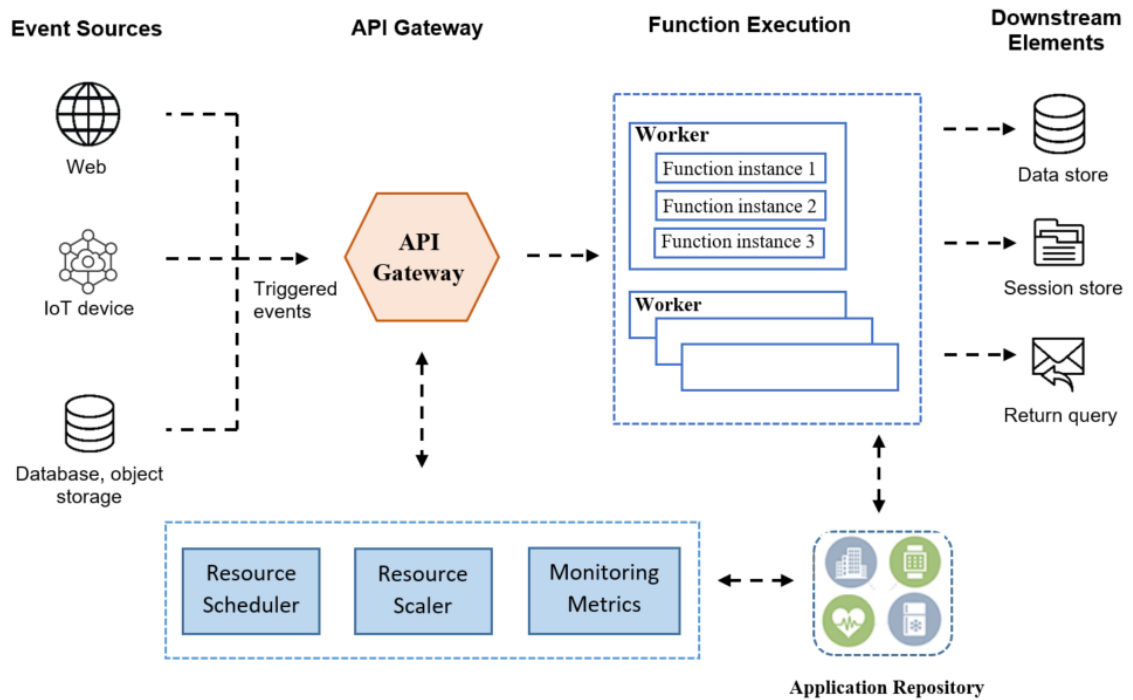 Event Sources
API Gateway
Function Execution
Downstream
Elements
Web
IoT device
Database, object
storage
Triggered
events
API
Gateway
Worker
Function instance 1
Function instance 2
Function instance 3
Worker
Data store
Session store
Return query
Resource
Scheduler
Resource
Scaler
Monitoring
Metrics
Application Repository